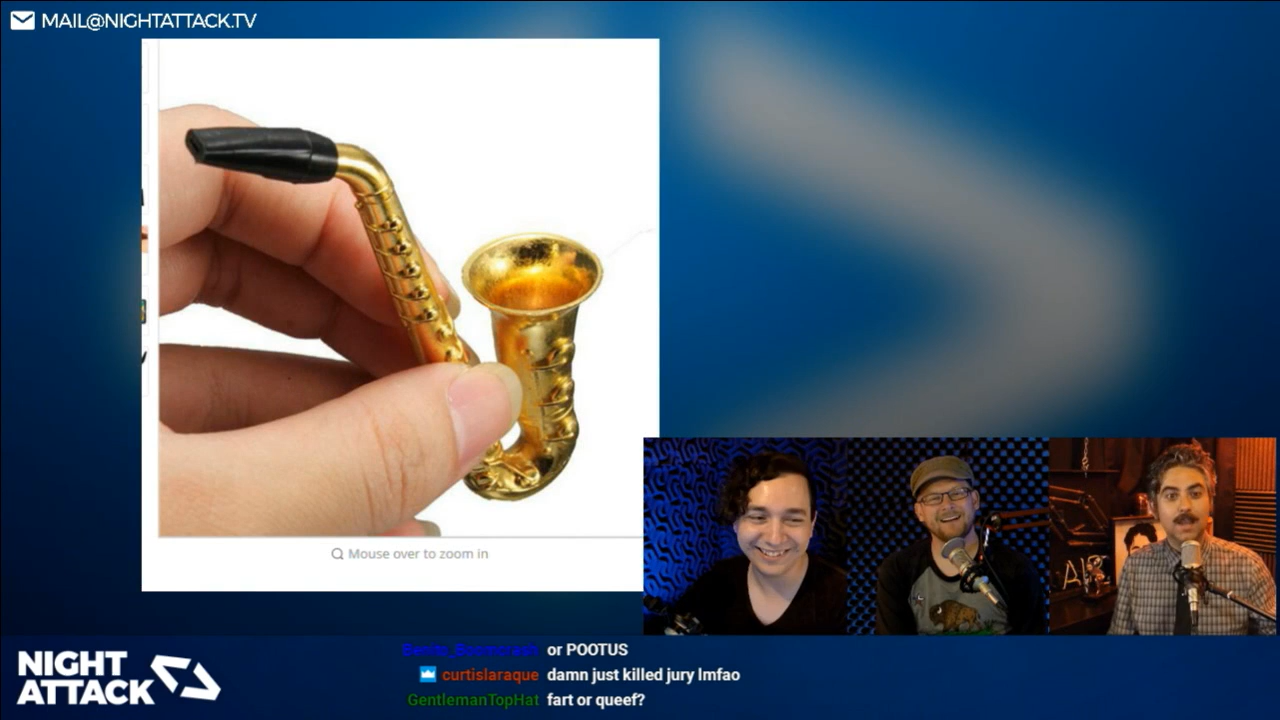 MAIL@NIGHTATTACK.TV
Mouse over to zoom in
NIGHT
ATTACK
or POOTUS
curtislaraque damn just killed jury lmfao
GentlemanTopHat fart or queef?